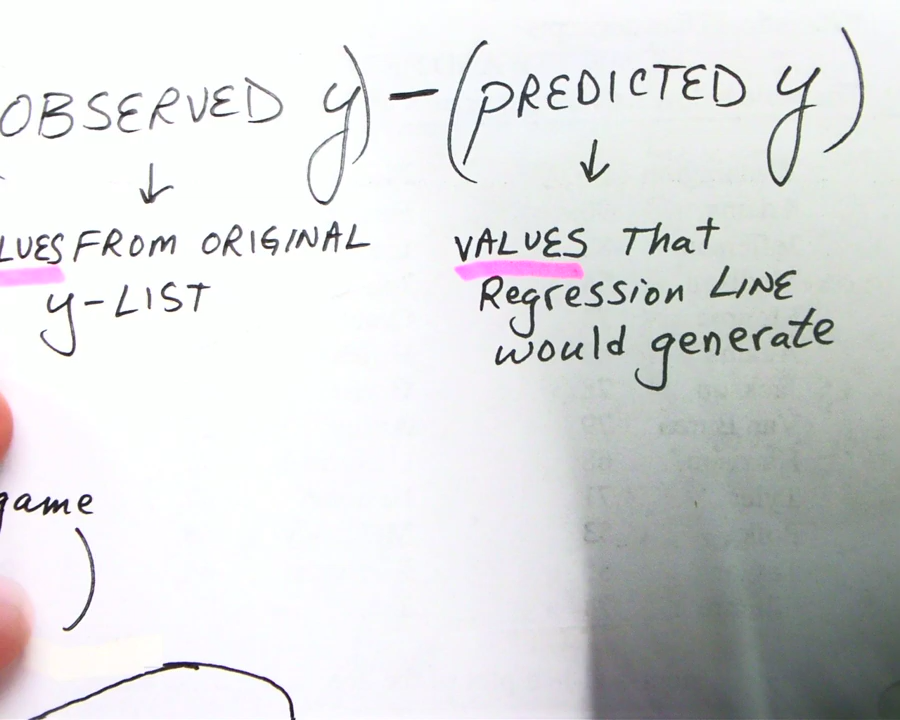 OBSERVED y) - (PREDICTED y)
↓ ↓
LUES FROM ORIGINAL
y-LIST
VALUES That
Regression LINE
would generate
game
)